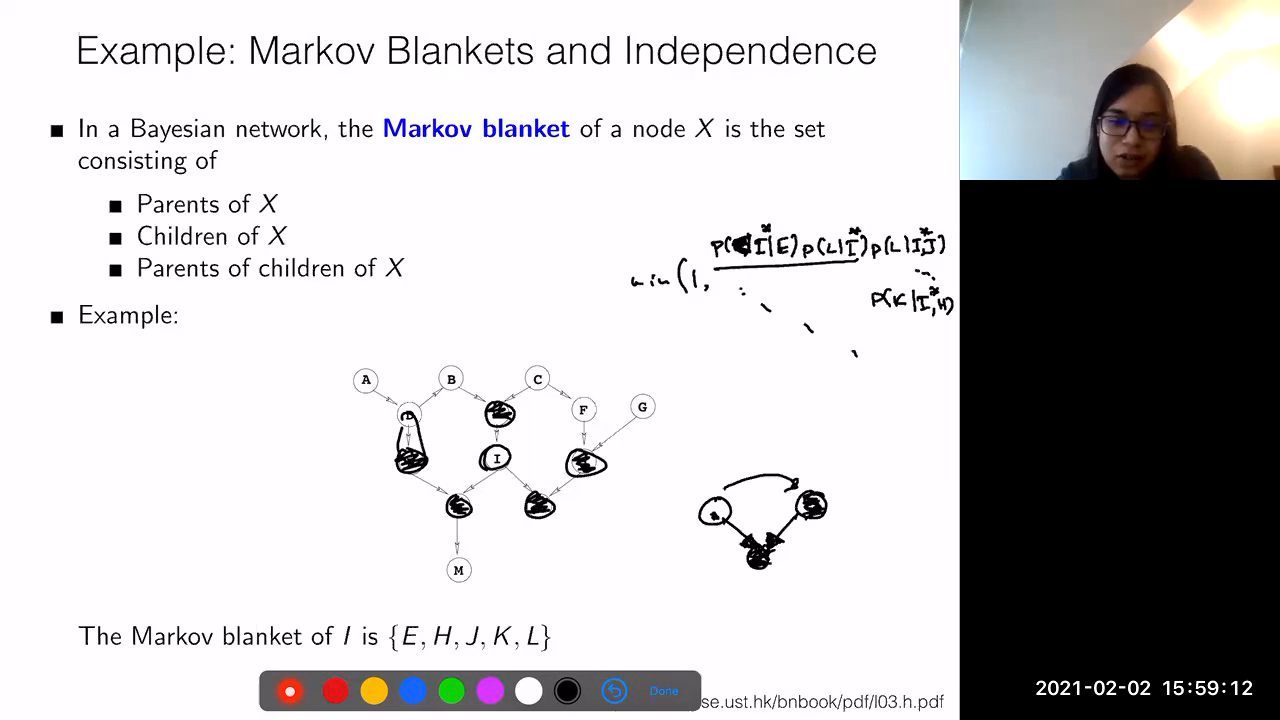 Example: Markov Blankets and Independence
■ In a Bayesian network, the Markov blanket of a node X is the set
consisting of
■ Parents of X
■ Children of X
■ Parents of children of X
■ Example:
p( I*|E) p(L|I*) p(L|I*,J)
min(1,
p(K|I*,H)
A
B
C
F
G
I
M
The Markov blanket of I is {E, H, J, K, L}
Done
se.ust.hk/bnbook/pdf/l03.h.pdf
2021-02-02 15:59:12